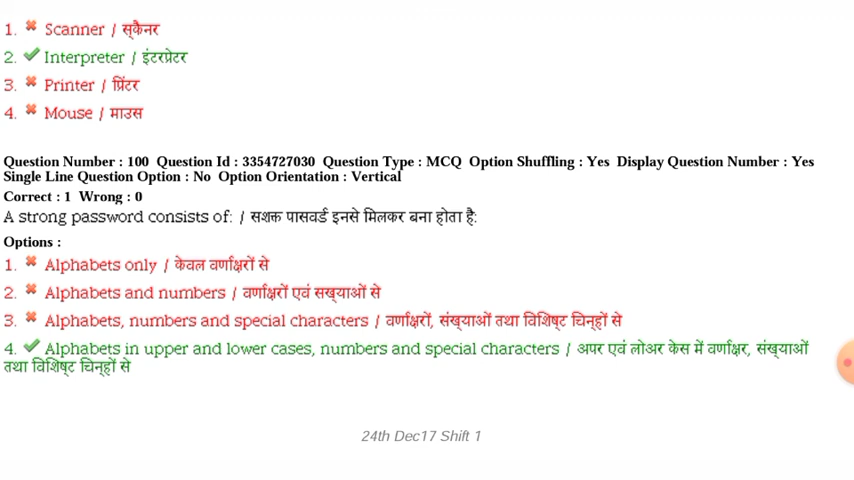 1. Scanner / स्कैनर
2. Interpreter / इंटरप्रेटर
3. Printer / प्रिंटर
4. Mouse / माउस
Question Number : 100 Question Id : 3354727030 Question Type : MCQ Option Shuffling : Yes Display Question Number : Yes
Single Line Question Option : No Option Orientation : Vertical
Correct : 1 Wrong : 0
A strong password consists of: / सशक्त पासवर्ड इनसे मिलकर बना होता है:
Options :
1. Alphabets only / केवल वर्णाक्षरों से
2. Alphabets and numbers / वर्णाक्षरों एवं सख्याओं से
3. Alphabets, numbers and special characters / वर्णाक्षरों, संख्याओं तथा विशिष्ट चिन्हों से
4. Alphabets in upper and lower cases, numbers and special characters / अपर एवं लोअर केस में वर्णाक्षर, संख्याओं
तथा विशिष्ट चिन्हों से
24th Dec17 Shift 1